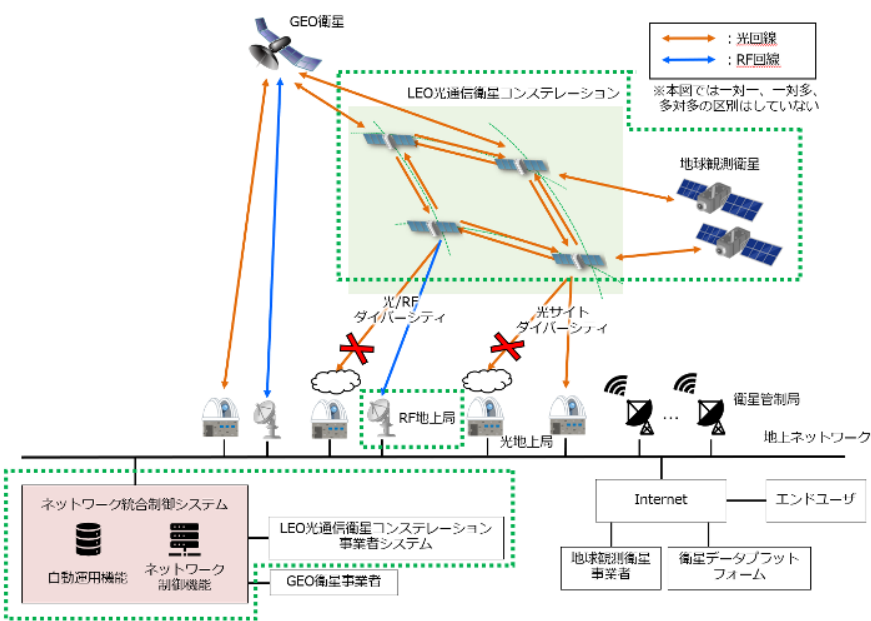 GEO衛星
：光回線
：RF回線
※本図では一対一、一対多、
多対多の区別はしていない
LEO光通信衛星コンステレーション
地球観測衛星
光/RF
ダイバーシティ
光サイト
ダイバーシティ
RF地上局
光地上局
衛星管制局
…
地上ネットワーク
ネットワーク統合制御システム
自動運用機能
ネットワーク
制御機能
LEO光通信衛星コンステレーション
事業者システム
GEO衛星事業者
Internet
エンドユーザ
地球観測衛星
事業者
衛星データプラット
フォーム